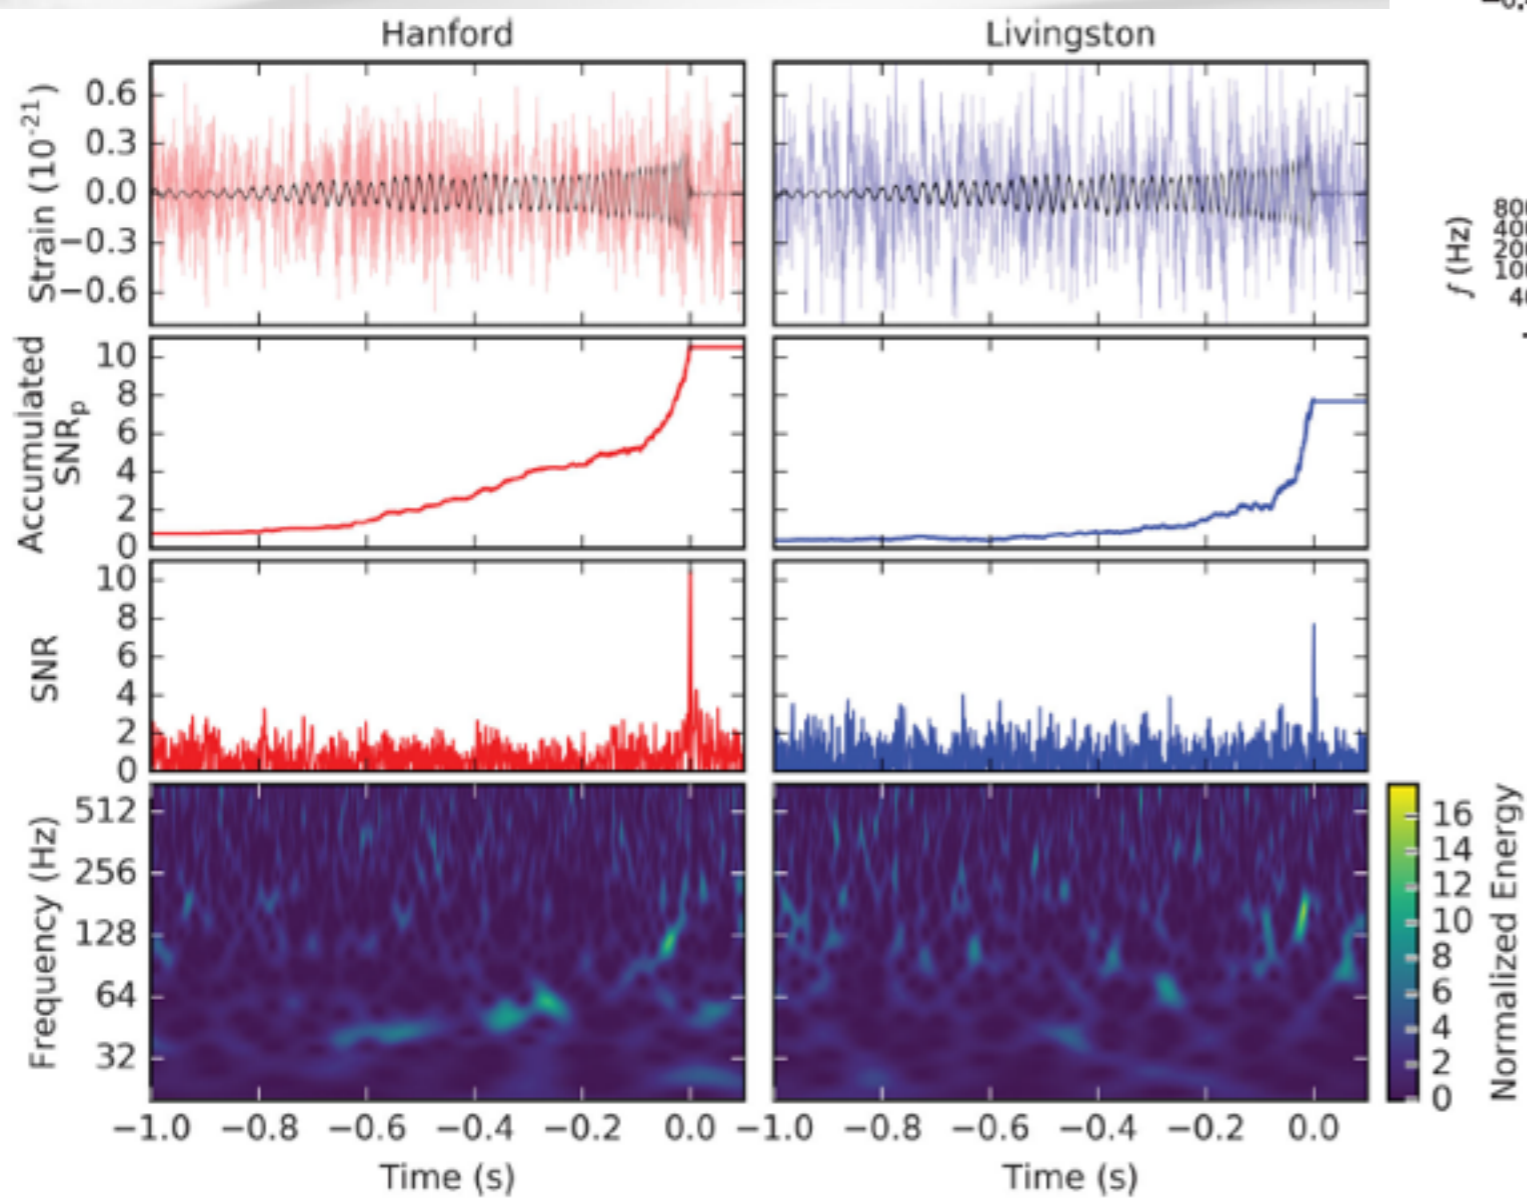 Hanford
Livingston
Strain (10⁻²¹)
0.6
0.3
0.0
−0.3
−0.6
Accumulated
SNRₚ
10
8
6
4
2
0
SNR
10
8
6
4
2
0
Frequency (Hz)
512
256
128
64
32
−1.0 −0.8 −0.6 −0.4 −0.2 0.0
−1.0 −0.8 −0.6 −0.4 −0.2 0.0
Time (s)
Time (s)
16
14
12
10
8
6
4
2
0
Normalized Energy
f (Hz)